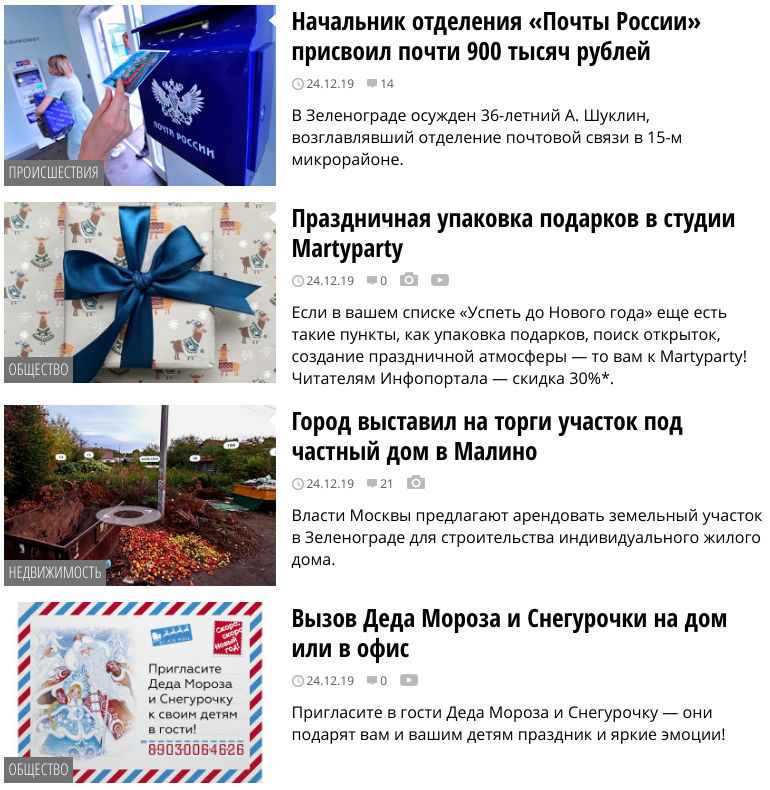 Банкомат
ПОЧТА РОССИИ
ПРОИСШЕСТВИЯ
Начальник отделения «Почты России»
присвоил почти 900 тысяч рублей
24.12.19 14
В Зеленограде осужден 36-летний А. Шуклин,
возглавлявший отделение почтовой связи в 15-м
микрорайоне.
ОБЩЕСТВО
Праздничная упаковка подарков в студии
Martyparty
24.12.19 0
Если в вашем списке «Успеть до Нового года» еще есть
такие пункты, как упаковка подарков, поиск открыток,
создание праздничной атмосферы — то вам к Martyparty!
Читателям Инфопортала — скидка 30%*.
НЕДВИЖИМОСТЬ
Город выставил на торги участок под
частный дом в Малино
24.12.19 21
Власти Москвы предлагают арендовать земельный участок
в Зеленограде для строительства индивидуального жилого
дома.
BY AIR MAIL
Скоро,
скоро
Новый
год!
Пригласите
Деда Мороза
и Снегурочку
к своим детям
в гости!
89030064626
ОБЩЕСТВО
Вызов Деда Мороза и Снегурочки на дом
или в офис
24.12.19 0
Пригласите в гости Деда Мороза и Снегурочку — они
подарят вам и вашим детям праздник и яркие эмоции!